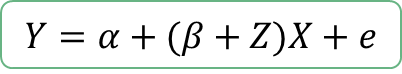 Y = α + (β + Z)X + e